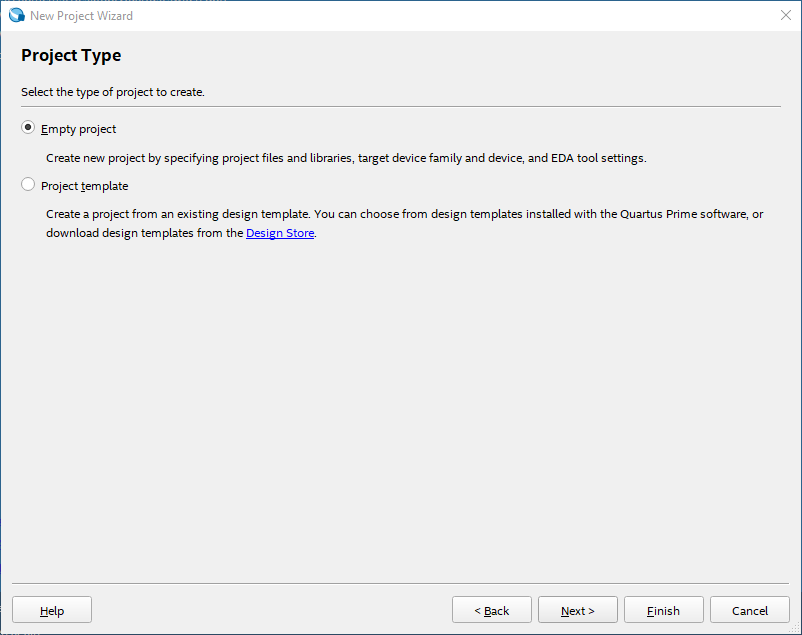 New Project Wizard
Project Type
Select the type of project to create.
Empty project
Create new project by specifying project files and libraries, target device family and device, and EDA tool settings.
Project template
Create a project from an existing design template. You can choose from design templates installed with the Quartus Prime software, or
download design templates from the Design Store.
Help
< Back
Next >
Finish
Cancel